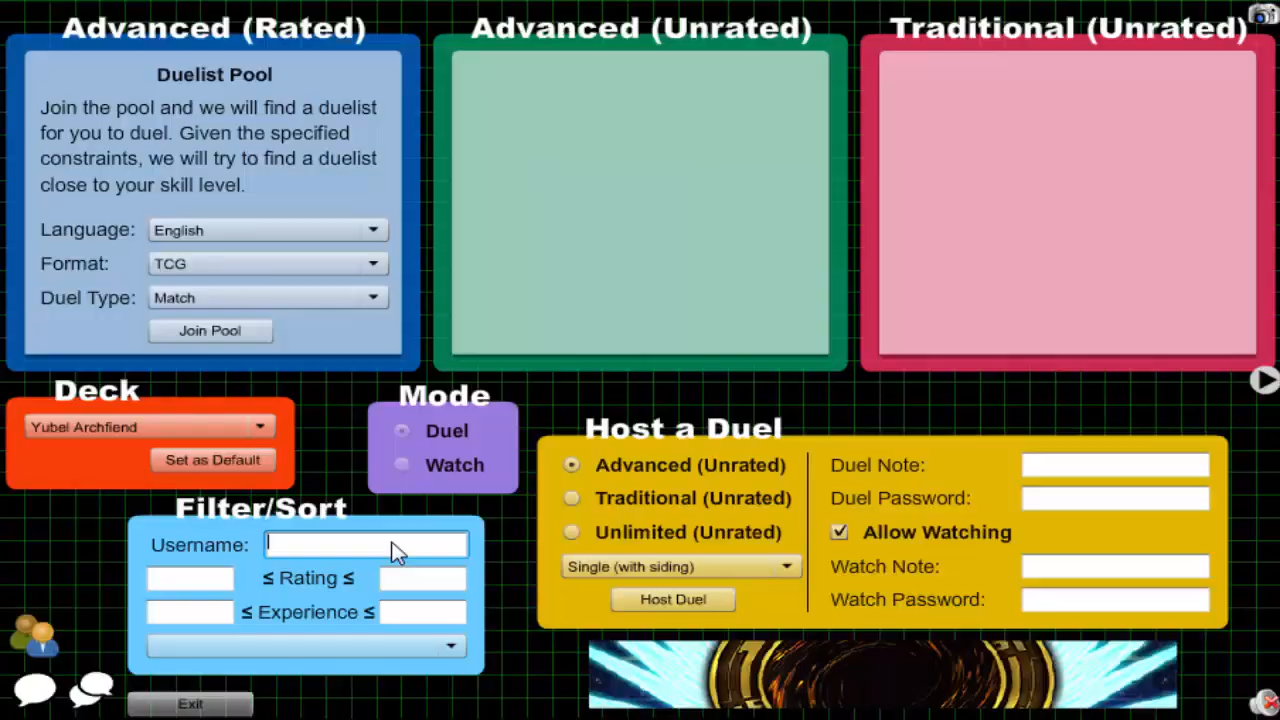 Advanced (Rated)
Duelist Pool
Join the pool and we will find a duelist
for you to duel. Given the specified
constraints, we will try to find a duelist
close to your skill level.
Language: English
Format: TCG
Duel Type: Match
Join Pool
Advanced (Unrated)
Traditional (Unrated)
Deck
Yubel Archfiend
Set as Default
Mode
Duel
Watch
Filter/Sort
Username:
≤ Rating ≤
≤ Experience ≤
Exit
Host a Duel
Advanced (Unrated)
Traditional (Unrated)
Unlimited (Unrated)
Single (with siding)
Host Duel
Duel Note:
Duel Password:
Allow Watching
Watch Note:
Watch Password: